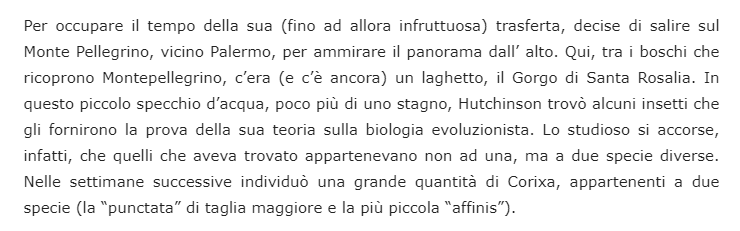 Per occupare il tempo della sua (fino ad allora infruttuosa) trasferta, decise di salire sul
Monte Pellegrino, vicino Palermo, per ammirare il panorama dall’ alto. Qui, tra i boschi che
ricoprono Montepellegrino, c’era (e c’è ancora) un laghetto, il Gorgo di Santa Rosalia. In
questo piccolo specchio d’acqua, poco più di uno stagno, Hutchinson trovò alcuni insetti che
gli fornirono la prova della sua teoria sulla biologia evoluzionista. Lo studioso si accorse,
infatti, che quelli che aveva trovato appartenevano non ad una, ma a due specie diverse.
Nelle settimane successive individuò una grande quantità di Corixa, appartenenti a due
specie (la “punctata” di taglia maggiore e la più piccola “affinis”).